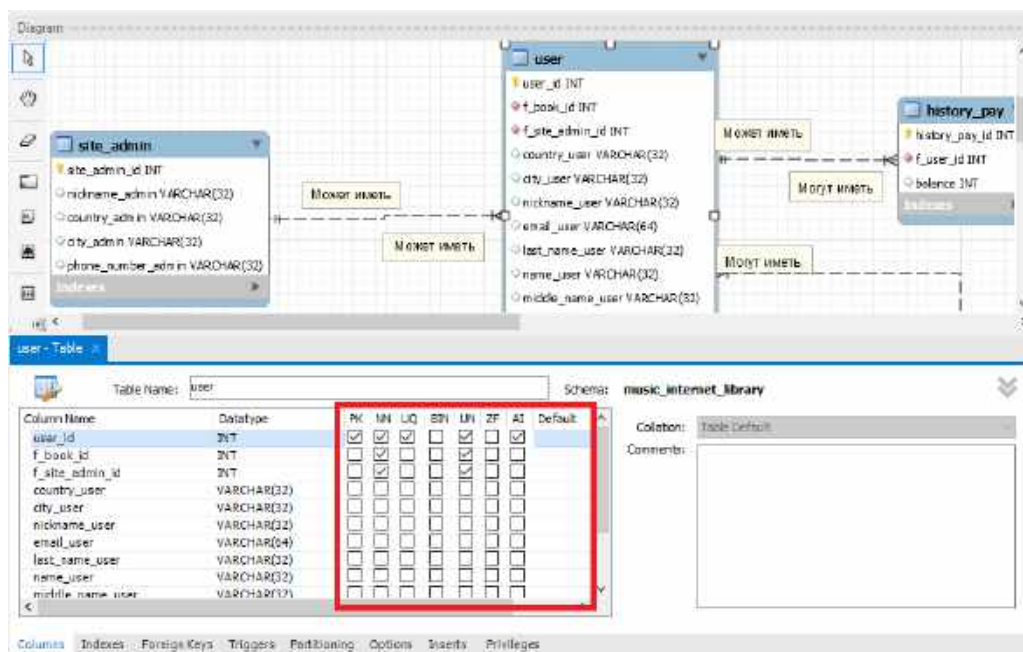 Diagram
user
user_id INT
f_book_id INT
f_site_admin_id INT
country_user VARCHAR(32)
city_user VARCHAR(32)
nickname_user VARCHAR(32)
email_user VARCHAR(64)
last_name_user VARCHAR(32)
name_user VARCHAR(32)
middle_name_user VARCHAR(32)
site_admin
site_admin_id INT
nickname_admin VARCHAR(32)
country_admin VARCHAR(32)
city_admin VARCHAR(32)
phone_number_admin VARCHAR(32)
Indexes
Может иметь
Может иметь
Может иметь
Могут иметь
Могут иметь
history_pay
history_pay_id INT
f_user_id INT
balance INT
Indexes
user - Table
Table Name: user
Schema: music_internet_library
Column Name Datatype PK NN UQ BIN UN ZF AI Default
user_id INT
f_book_id INT
f_site_admin_id INT
country_user VARCHAR(32)
city_user VARCHAR(32)
nickname_user VARCHAR(32)
email_user VARCHAR(64)
last_name_user VARCHAR(32)
name_user VARCHAR(32)
middle_name_user VARCHAR(32)
Collation: Table Default
Comments:
Columns Indexes Foreign Keys Triggers Partitioning Options Inserts Privileges